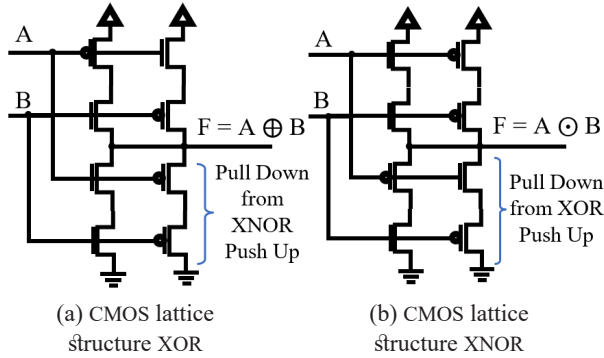 A
B
F = A ⊕ B
Pull Down
from
XNOR
Push Up
(a) CMOS lattice
structure XOR
A
B
F = A ⊙ B
Pull Down
from XOR
Push Up
(b) CMOS lattice
structure XNOR